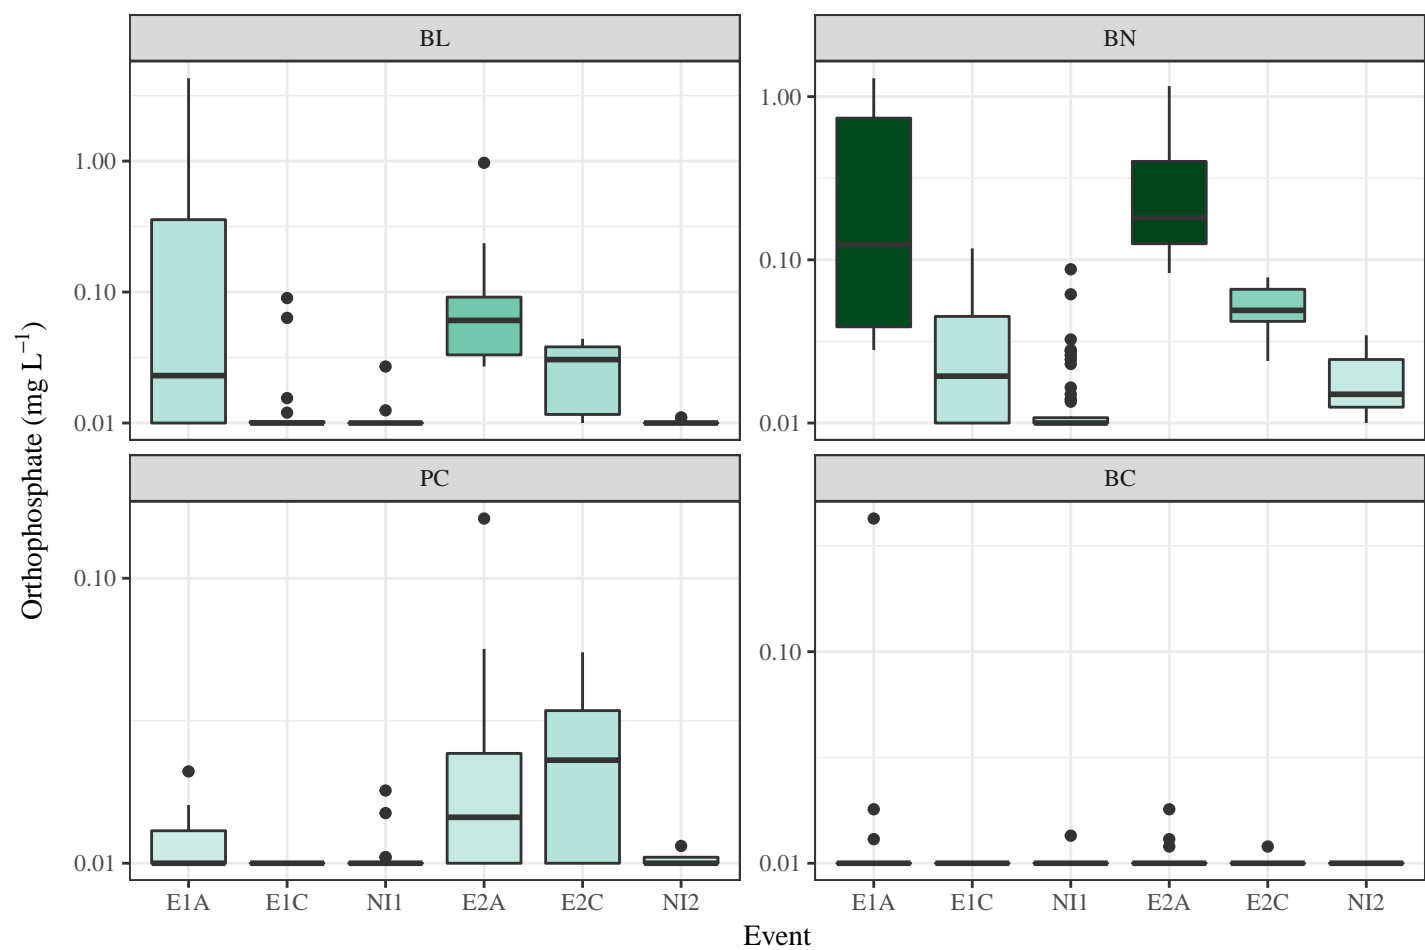 BL
BN
1.00
0.10
0.01
1.00
0.10
0.01
PC
BC
0.10
0.01
0.10
0.01
E1A E1C NI1 E2A E2C NI2
E1A E1C NI1 E2A E2C NI2
Event
Orthophosphate (mg L⁻¹)